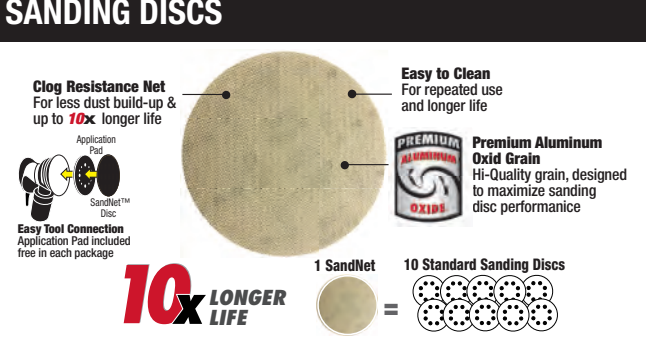 SANDING DISCS
Clog Resistance Net
For less dust build-up &
up to 10x longer life
Easy to Clean
For repeated use
and longer life
Application
Pad
SandNet™
Disc
Easy Tool Connection
Application Pad included
free in each package
PREMIUM
ALUMINUM
OXIDE
Premium Aluminum
Oxid Grain
Hi-Quality grain, designed
to maximize sanding
disc performanice
10x LONGER
LIFE
1 SandNet
=
10 Standard Sanding Discs